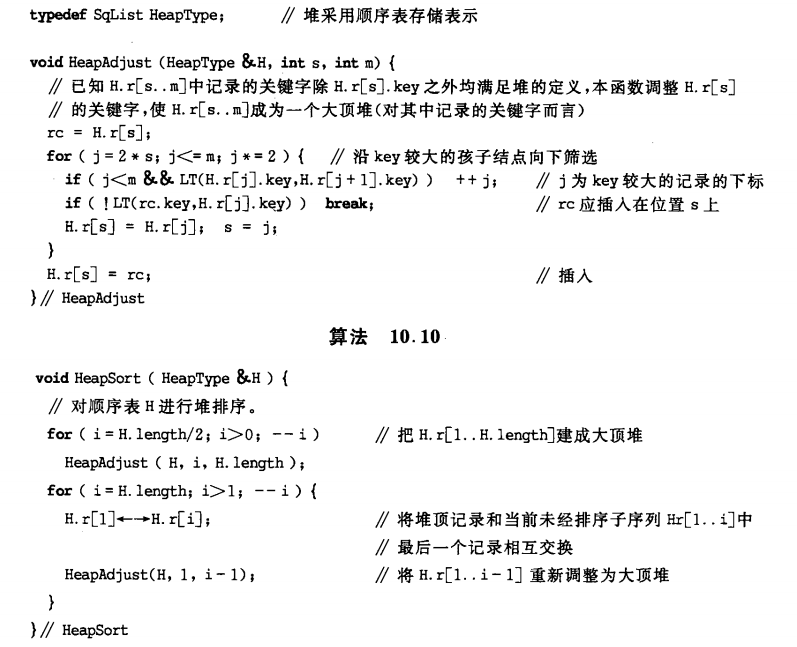 typedef SqList HeapType; // 堆采用顺序表存储表示
void HeapAdjust (HeapType &H, int s, int m) {
// 已知 H.r[s..m]中记录的关键字除 H.r[s].key 之外均满足堆的定义,本函数调整 H.r[s]
// 的关键字,使 H.r[s..m]成为一个大顶堆(对其中记录的关键字而言)
rc = H.r[s];
for ( j=2 * s; j<=m; j *= 2 ) { // 沿 key 较大的孩子结点向下筛选
if ( j<m && LT(H.r[j].key,H.r[j+1].key) ) ++j; // j 为 key 较大的记录的下标
if ( !LT(rc.key,H.r[j].key) ) break; // rc 应插入在位置 s 上
H.r[s] = H.r[j]; s = j;
}
H.r[s] = rc; // 插入
} // HeapAdjust
算法 10.10
void HeapSort ( HeapType &H ) {
// 对顺序表 H 进行堆排序。
for ( i=H.length/2; i>0; --i ) // 把 H.r[1..H.length]建成大顶堆
HeapAdjust ( H, i, H.length );
for ( i=H.length; i>1; --i ) {
H.r[1]←→H.r[i]; // 将堆顶记录和当前未经排序子序列 Hr[1..i]中
// 最后一个记录相互交换
HeapAdjust(H, 1, i-1); // 将 H.r[1..i-1] 重新调整为大顶堆
}
} // HeapSort